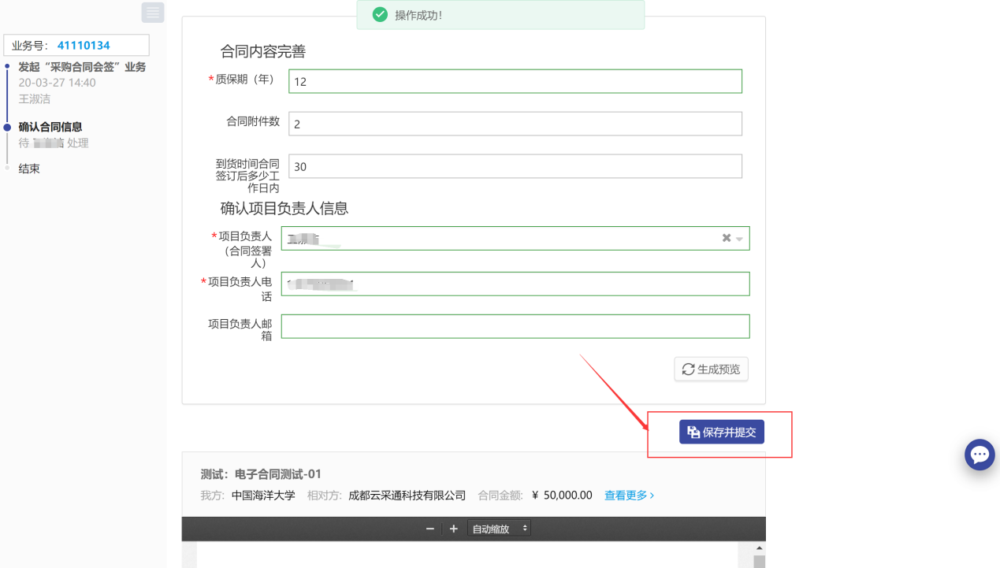 操作成功！
业务号： 41110134
发起“采购合同会签”业务
20-03-27 14:40
王淑洁
确认合同信息
待 处理
结束
合同内容完善
*质保期（年） 12
合同附件数 2
到货时间合同
签订后多少工
作日内
30
确认项目负责人信息
*项目负责人
（合同签署
人）
*项目负责人电
话
项目负责人邮
箱
生成预览
保存并提交
测试：电子合同测试-01
我方: 中国海洋大学 相对方: 成都云采通科技有限公司 合同金额: ¥ 50,000.00 查看更多 ›
− + 自动缩放